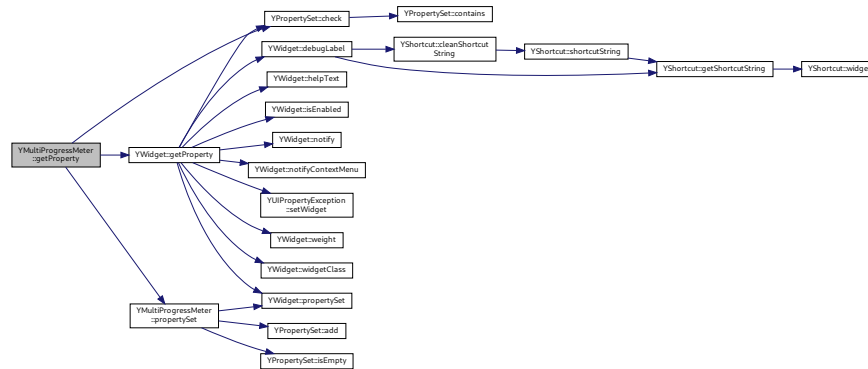 YPropertySet::check
YPropertySet::contains
YWidget::debugLabel
YShortcut::cleanShortcut
String
YShortcut::shortcutString
YShortcut::getShortcutString
YShortcut::widget
YWidget::helpText
YWidget::isEnabled
YWidget::notify
YMultiProgressMeter
::getProperty
YWidget::getProperty
YWidget::notifyContextMenu
YUIPropertyException
::setWidget
YWidget::weight
YWidget::widgetClass
YWidget::propertySet
YMultiProgressMeter
::propertySet
YPropertySet::add
YPropertySet::isEmpty